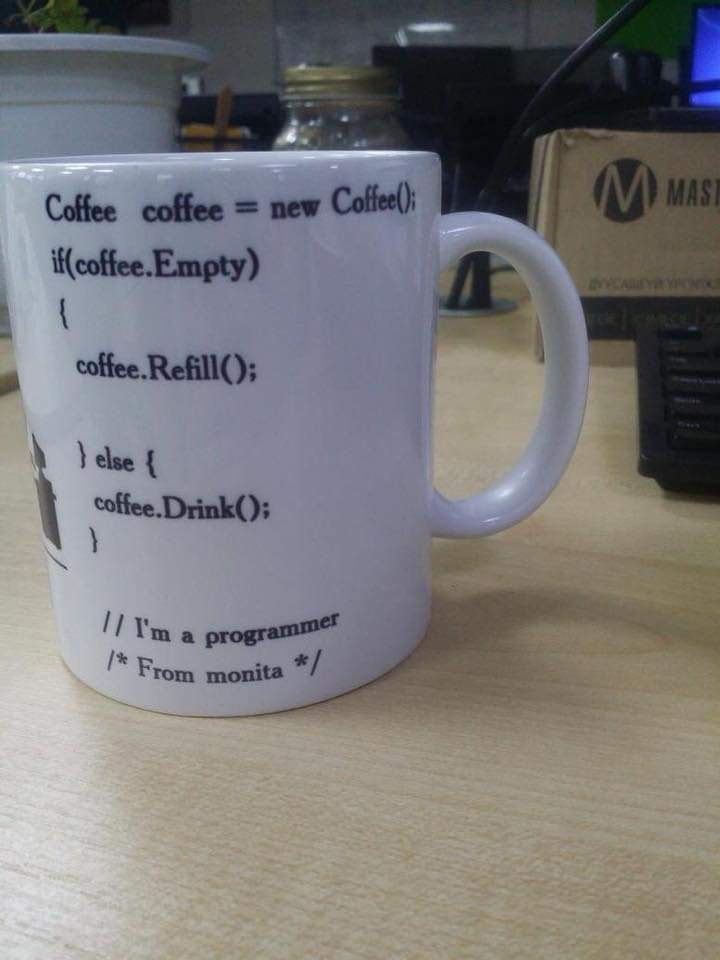 Coffee coffee = new Coffee();
if(coffee.Empty)
{
coffee.Refill();
} else {
coffee.Drink();
}
// I'm a programmer
/* From monita */
M MAST